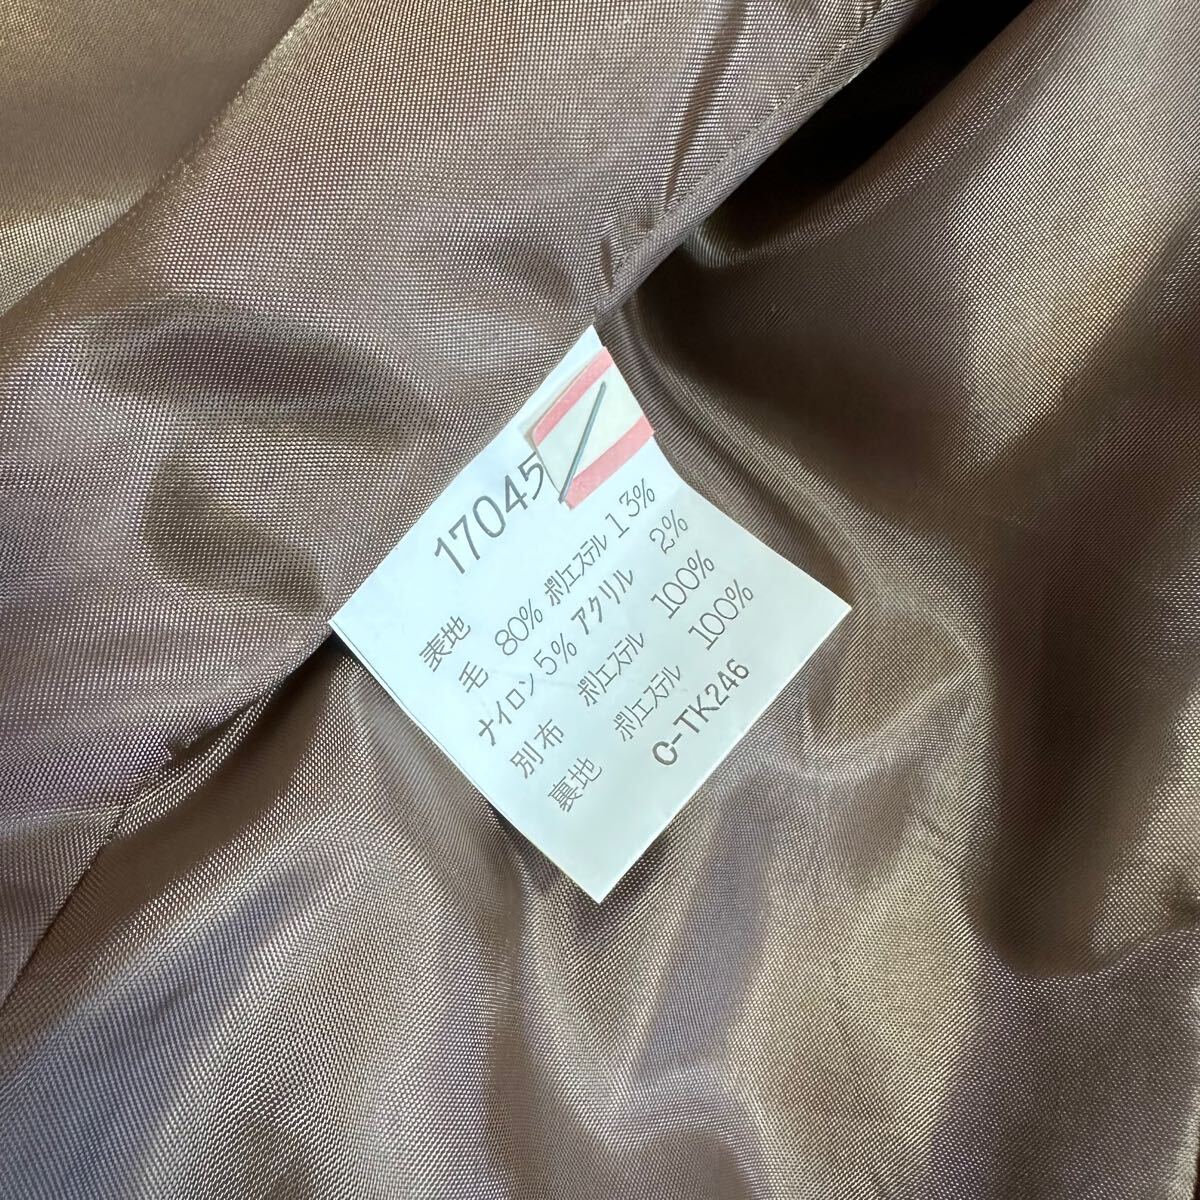 17045
表地
毛 80% ポリエステル 13%
ナイロン 5% アクリル 2%
別布 ポリエステル 100%
裏地 ポリエステル 100%
C-TK246